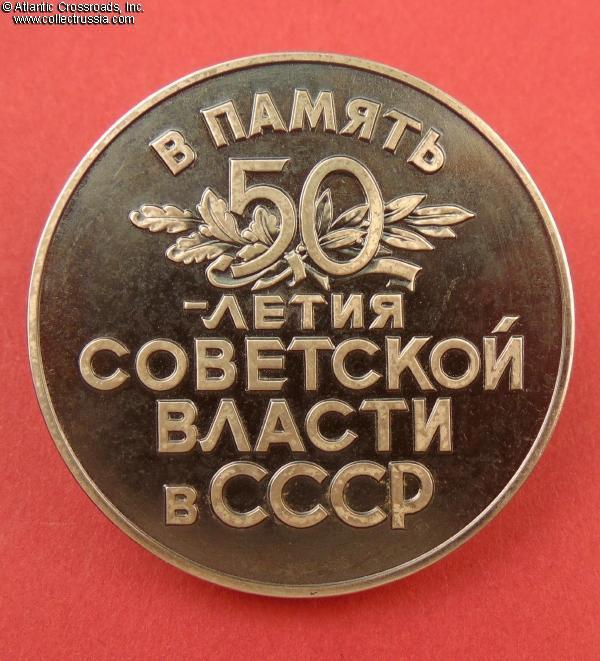 © Atlantic Crossroads, Inc.
www.collectrussia.com
В ПАМЯТЬ
50
-ЛЕТИЯ
СОВЕТСКОЙ
ВЛАСТИ
В СССР